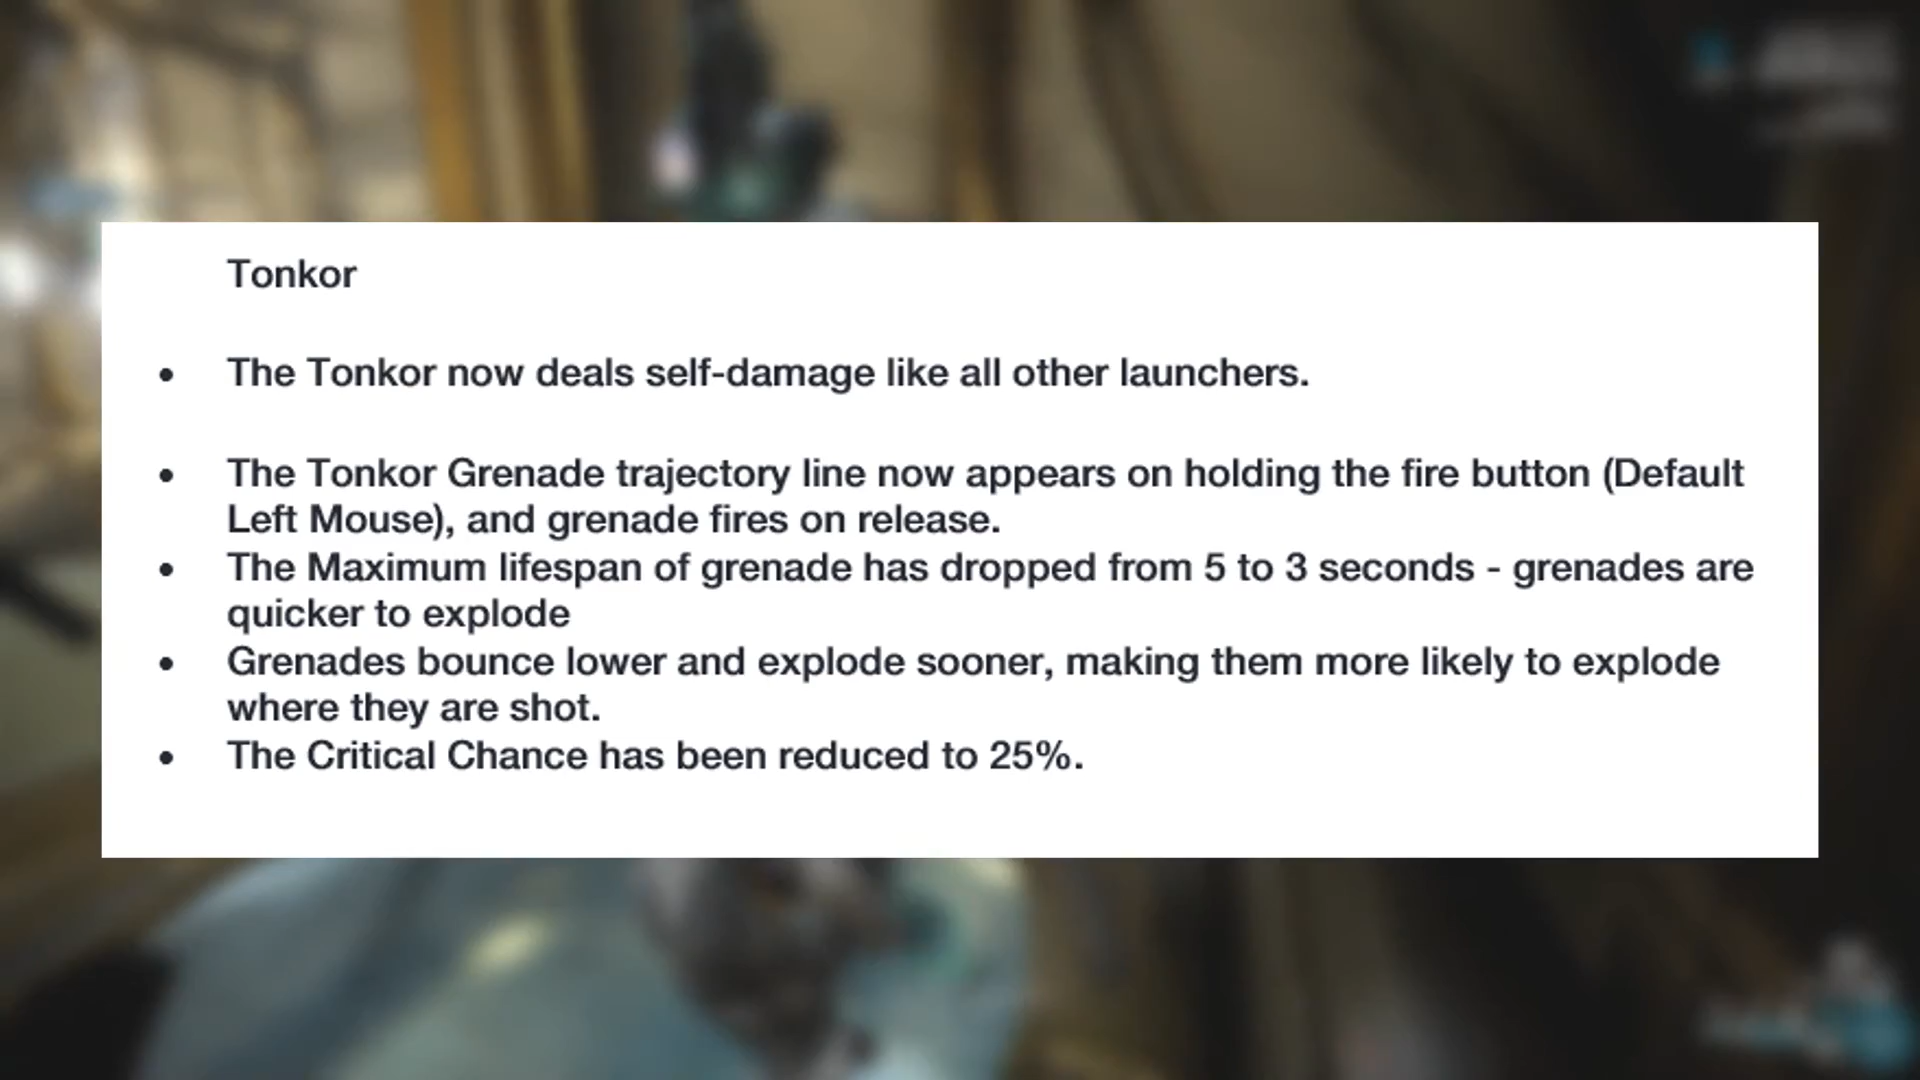 Tonkor
• The Tonkor now deals self-damage like all other launchers.
• The Tonkor Grenade trajectory line now appears on holding the fire button (Default
Left Mouse), and grenade fires on release.
• The Maximum lifespan of grenade has dropped from 5 to 3 seconds - grenades are
quicker to explode
• Grenades bounce lower and explode sooner, making them more likely to explode
where they are shot.
• The Critical Chance has been reduced to 25%.